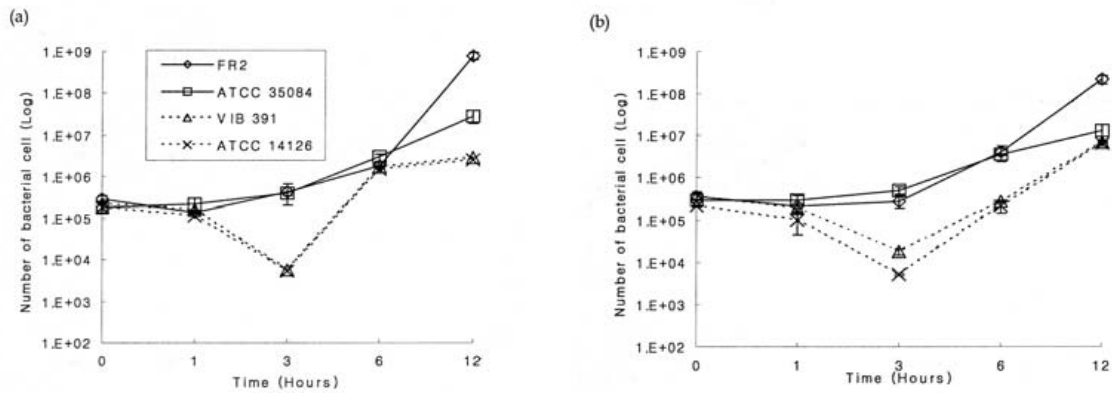 (a)
Number of bacterial cell (Log)
1.E+09
1.E+08
1.E+07
1.E+06
1.E+05
1.E+04
1.E+03
1.E+02
FR2
ATCC 35084
VIB 391
ATCC 14126
0 1 3 6 12
Time (Hours)
(b)
Number of bacterial cell (Log)
1.E+09
1.E+08
1.E+07
1.E+06
1.E+05
1.E+04
1.E+03
1.E+02
0 1 3 6 12
Time (Hours)